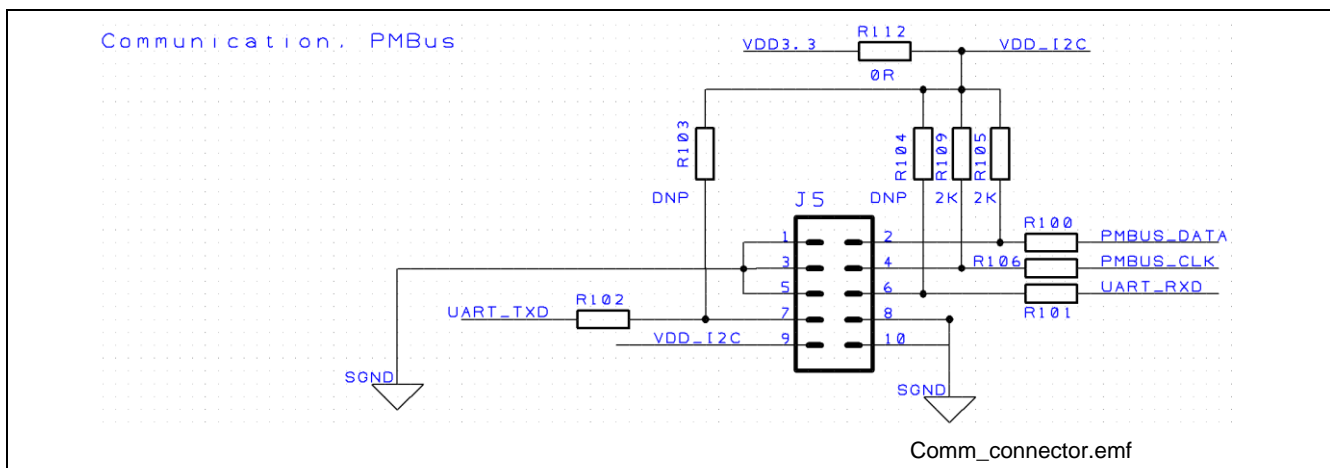 Communication, PMBus
R112
VDD3.3
VDD_I2C
0R
R103
R104
R109
R105
DNP
J5
DNP
2K
2K
R100
1
2
PMBUS_DATA
3
4
R106
PMBUS_CLK
R102
5
6
UART_RXD
UART_TXD
7
8
R101
VDD_I2C
9
10
SGND
SGND
Comm_connector.emf